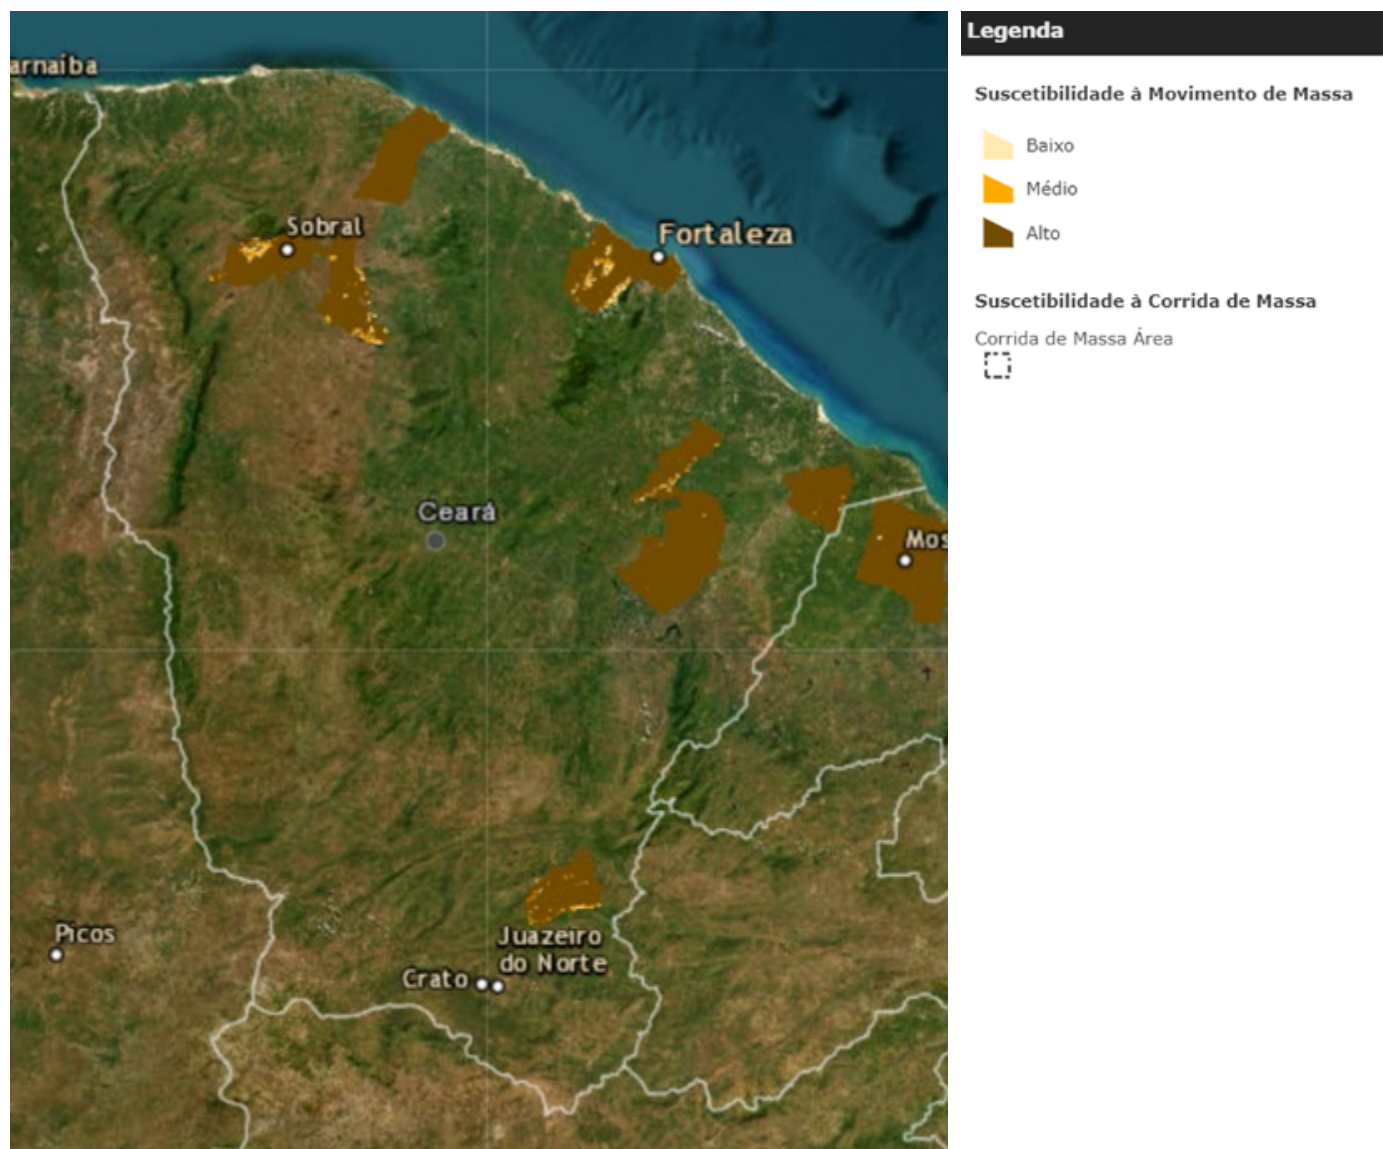 arnaiba
Sobral
Fortaleza
Ceará
Mos
Picos
Juazeiro
do Norte
Crato
Legenda
Suscetibilidade à Movimento de Massa
Baixo
Médio
Alto
Suscetibilidade à Corrida de Massa
Corrida de Massa Área